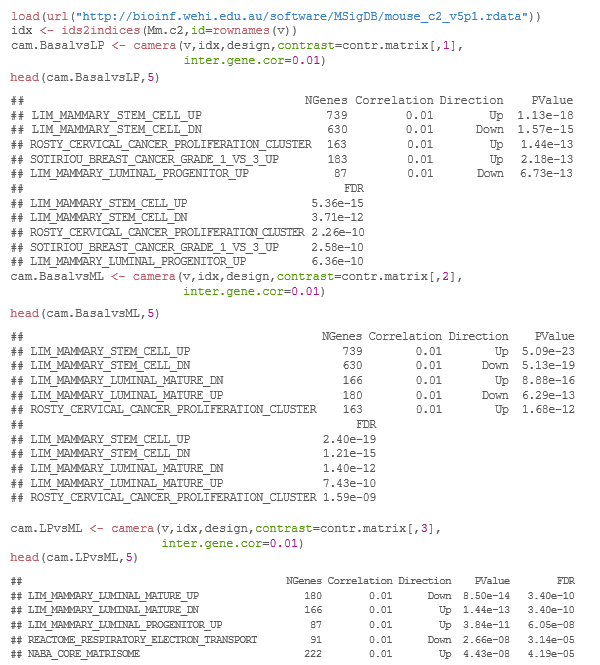 load(url("http://bioinf.wehi.edu.au/software/MSigDB/mouse_c2_v5p1.rdata"))
idx <- ids2indices(Mm.c2,id=rownames(v))
cam.BasalvsLP <- camera(v,idx,design,contrast=contr.matrix[,1],
inter.gene.cor=0.01)
head(cam.BasalvsLP,5)
## NGenes Correlation Direction PValue
## LIM_MAMMARY_STEM_CELL_UP 739 0.01 Up 1.13e-18
## LIM_MAMMARY_STEM_CELL_DN 630 0.01 Down 1.57e-15
## ROSTY_CERVICAL_CANCER_PROLIFERATION_CLUSTER 163 0.01 Up 1.44e-13
## SOTIRIOU_BREAST_CANCER_GRADE_1_VS_3_UP 183 0.01 Up 2.18e-13
## LIM_MAMMARY_LUMINAL_PROGENITOR_UP 87 0.01 Down 6.73e-13
## FDR
## LIM_MAMMARY_STEM_CELL_UP 5.36e-15
## LIM_MAMMARY_STEM_CELL_DN 3.71e-12
## ROSTY_CERVICAL_CANCER_PROLIFERATION_CLUSTER 2.26e-10
## SOTIRIOU_BREAST_CANCER_GRADE_1_VS_3_UP 2.58e-10
## LIM_MAMMARY_LUMINAL_PROGENITOR_UP 6.36e-10
cam.BasalvsML <- camera(v,idx,design,contrast=contr.matrix[,2],
inter.gene.cor=0.01)
head(cam.BasalvsML,5)
## NGenes Correlation Direction PValue
## LIM_MAMMARY_STEM_CELL_UP 739 0.01 Up 5.09e-23
## LIM_MAMMARY_STEM_CELL_DN 630 0.01 Down 5.13e-19
## LIM_MAMMARY_LUMINAL_MATURE_DN 166 0.01 Up 8.88e-16
## LIM_MAMMARY_LUMINAL_MATURE_UP 180 0.01 Down 6.29e-13
## ROSTY_CERVICAL_CANCER_PROLIFERATION_CLUSTER 163 0.01 Up 1.68e-12
## FDR
## LIM_MAMMARY_STEM_CELL_UP 2.40e-19
## LIM_MAMMARY_STEM_CELL_DN 1.21e-15
## LIM_MAMMARY_LUMINAL_MATURE_DN 1.40e-12
## LIM_MAMMARY_LUMINAL_MATURE_UP 7.43e-10
## ROSTY_CERVICAL_CANCER_PROLIFERATION_CLUSTER 1.59e-09
cam.LPvsML <- camera(v,idx,design,contrast=contr.matrix[,3],
inter.gene.cor=0.01)
head(cam.LPvsML,5)
## NGenes Correlation Direction PValue FDR
## LIM_MAMMARY_LUMINAL_MATURE_UP 180 0.01 Down 8.50e-14 3.40e-10
## LIM_MAMMARY_LUMINAL_MATURE_DN 166 0.01 Up 1.44e-13 3.40e-10
## LIM_MAMMARY_LUMINAL_PROGENITOR_UP 87 0.01 Up 3.84e-11 6.05e-08
## REACTOME_RESPIRATORY_ELECTRON_TRANSPORT 91 0.01 Down 2.66e-08 3.14e-05
## NABA_CORE_MATRISOME 222 0.01 Up 4.43e-08 4.19e-05